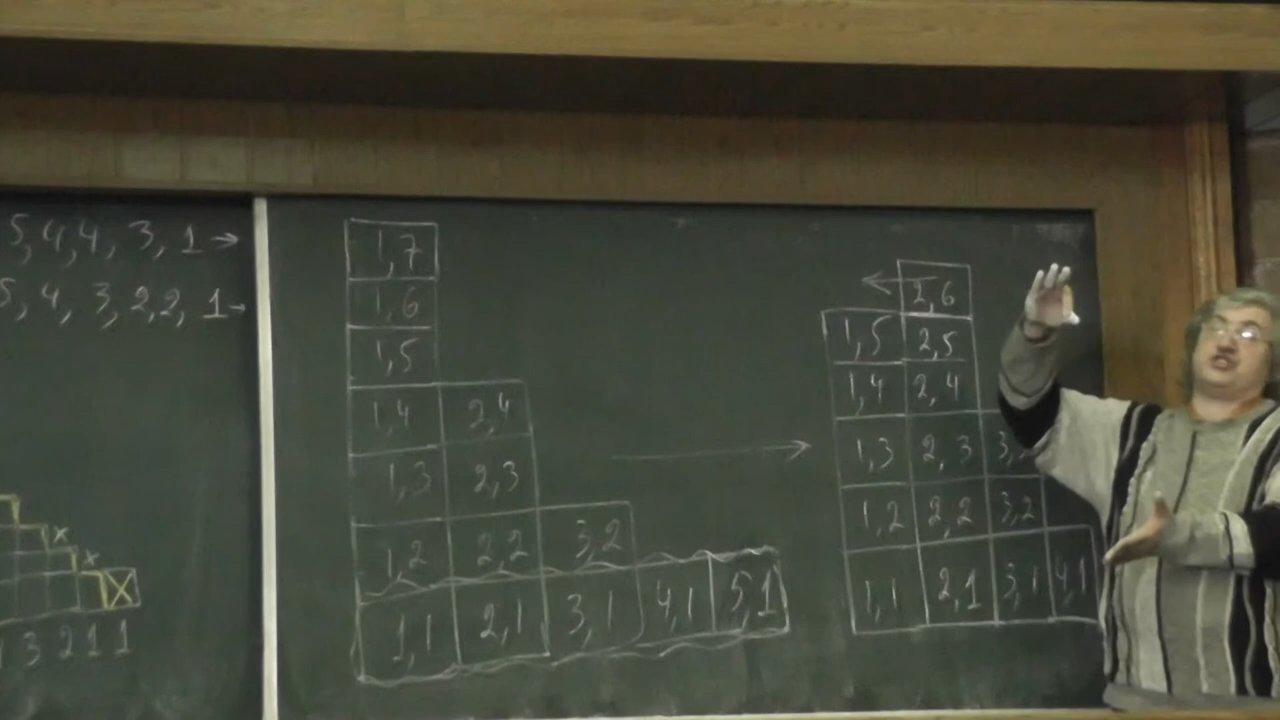 5, 4, 4, 3, 1 →
5, 4, 3, 2, 2, 1 →
3 2 1 1
1,7
1,6
1,5
1,4 2,4
1,3 2,3
1,2 2,2 3,2
1,1 2,1 3,1 4,1 5,1
2,6
1,5 2,5
1,4 2,4
1,3 2,3 3,
1,2 2,2 3,2
1,1 2,1 3,1 4,1